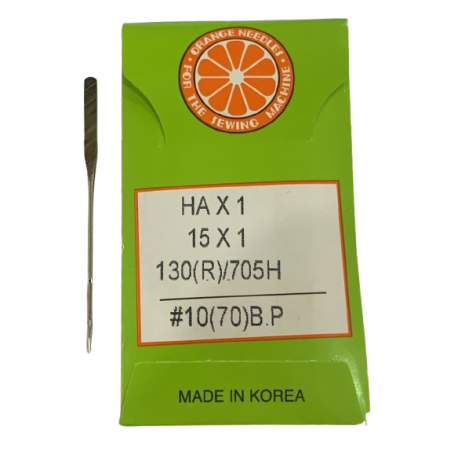 ORANGE NEEDLES
FOR THE SEWING MACHINE
HA X 1
15 X 1
130(R)/705H
#10(70)B.P
MADE IN KOREA